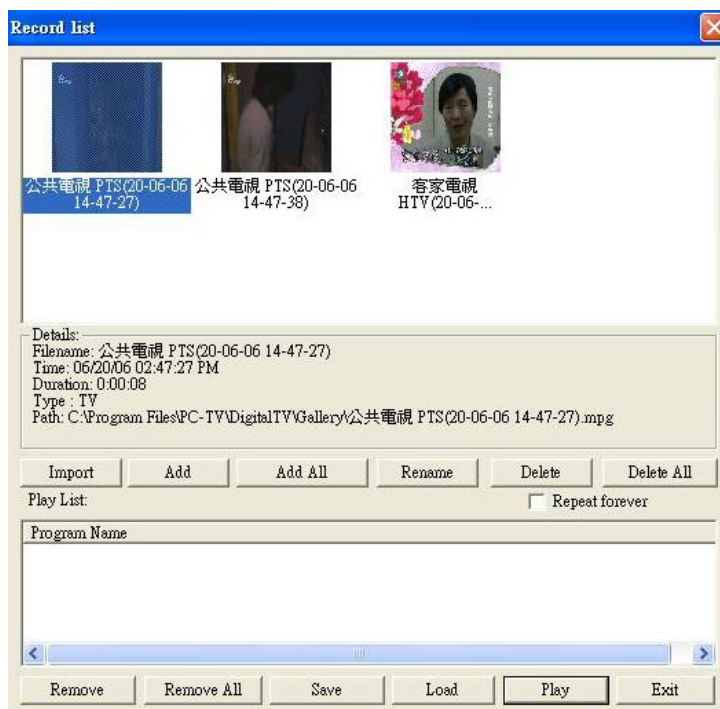 Record list
公共電視 PTS(20-06-06
14-47-27)
公共電視 PTS(20-06-06
14-47-38)
客家電視
HTV(20-06-...
Details:
Filename: 公共電視 PTS(20-06-06 14-47-27)
Time: 06/20/06 02:47:27 PM
Duration: 0:00:08
Type : TV
Path: C:\Program Files\PC-TV\DigitalTV\Gallery\公共電視 PTS(20-06-06 14-47-27).mpg
Import Add Add All Rename Delete Delete All
Play List: Repeat forever
Program Name
Remove Remove All Save Load Play Exit